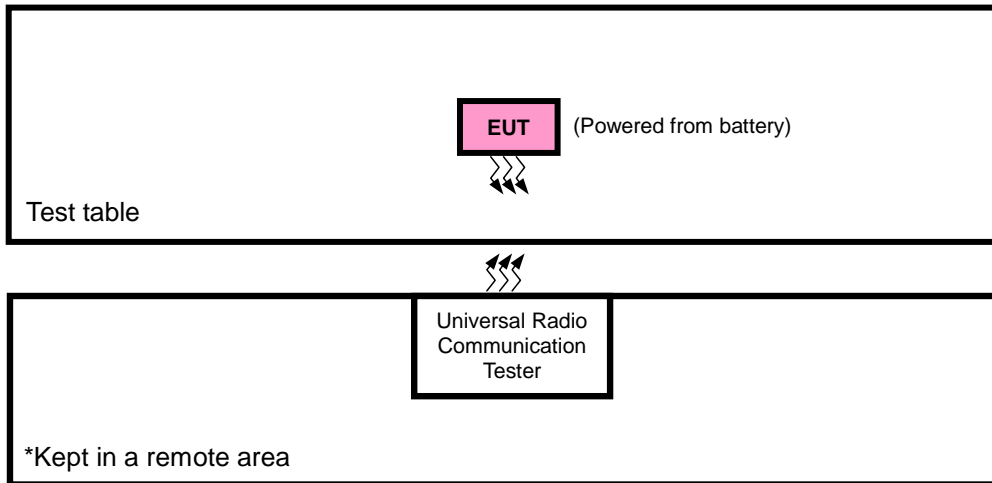 EUT (Powered from battery)
Test table
Universal Radio
Communication
Tester
*Kept in a remote area